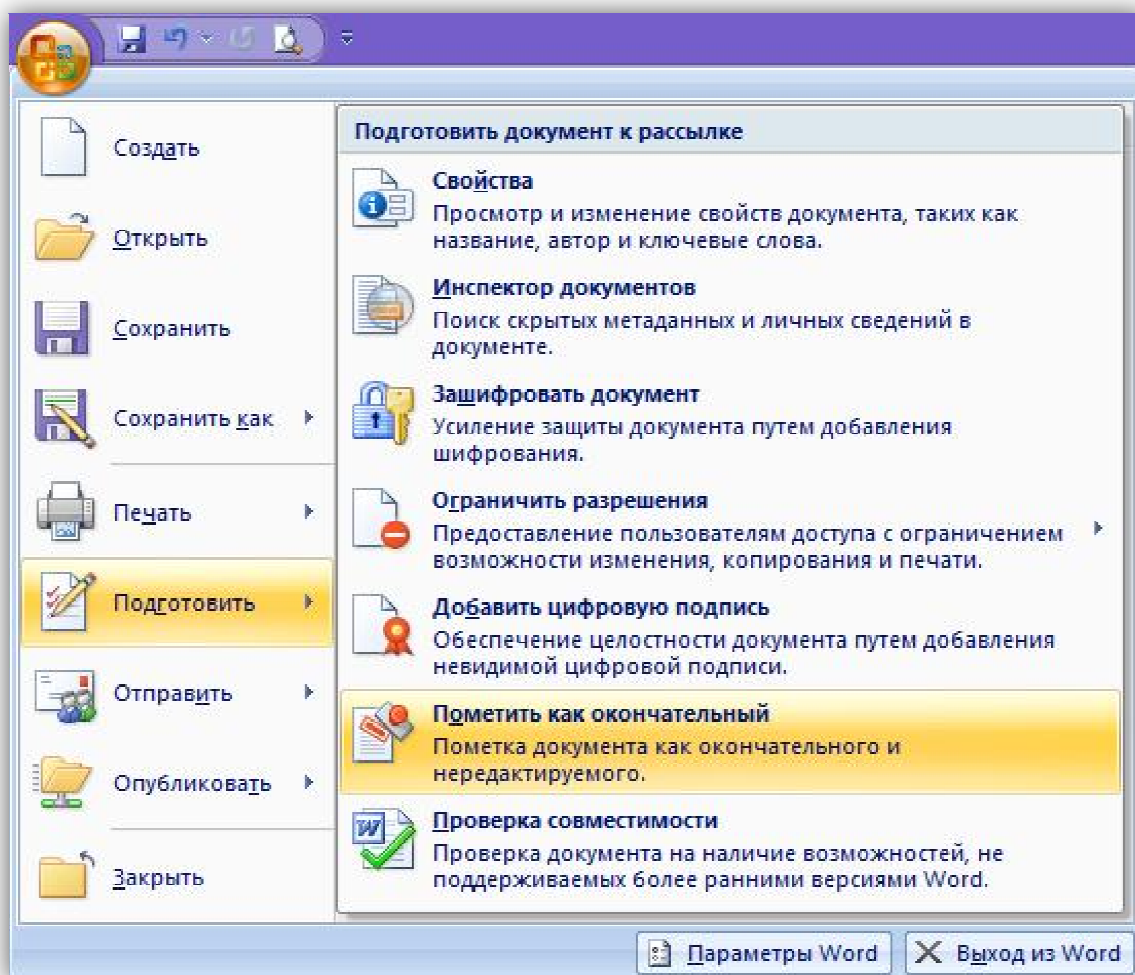 Создать
Открыть
Сохранить
Сохранить как
Печать
Подготовить
Отправить
Опубликовать
Закрыть
Подготовить документ к рассылке
Свойства
Просмотр и изменение свойств документа, таких как
название, автор и ключевые слова.
Инспектор документов
Поиск скрытых метаданных и личных сведений в
документе.
Зашифровать документ
Усиление защиты документа путем добавления
шифрования.
Ограничить разрешения
Предоставление пользователям доступа с ограничением
возможности изменения, копирования и печати.
Добавить цифровую подпись
Обеспечение целостности документа путем добавления
невидимой цифровой подписи.
Пометить как окончательный
Пометка документа как окончательного и
нередактируемого.
Проверка совместимости
Проверка документа на наличие возможностей, не
поддерживаемых более ранними версиями Word.
Параметры Word
Выход из Word